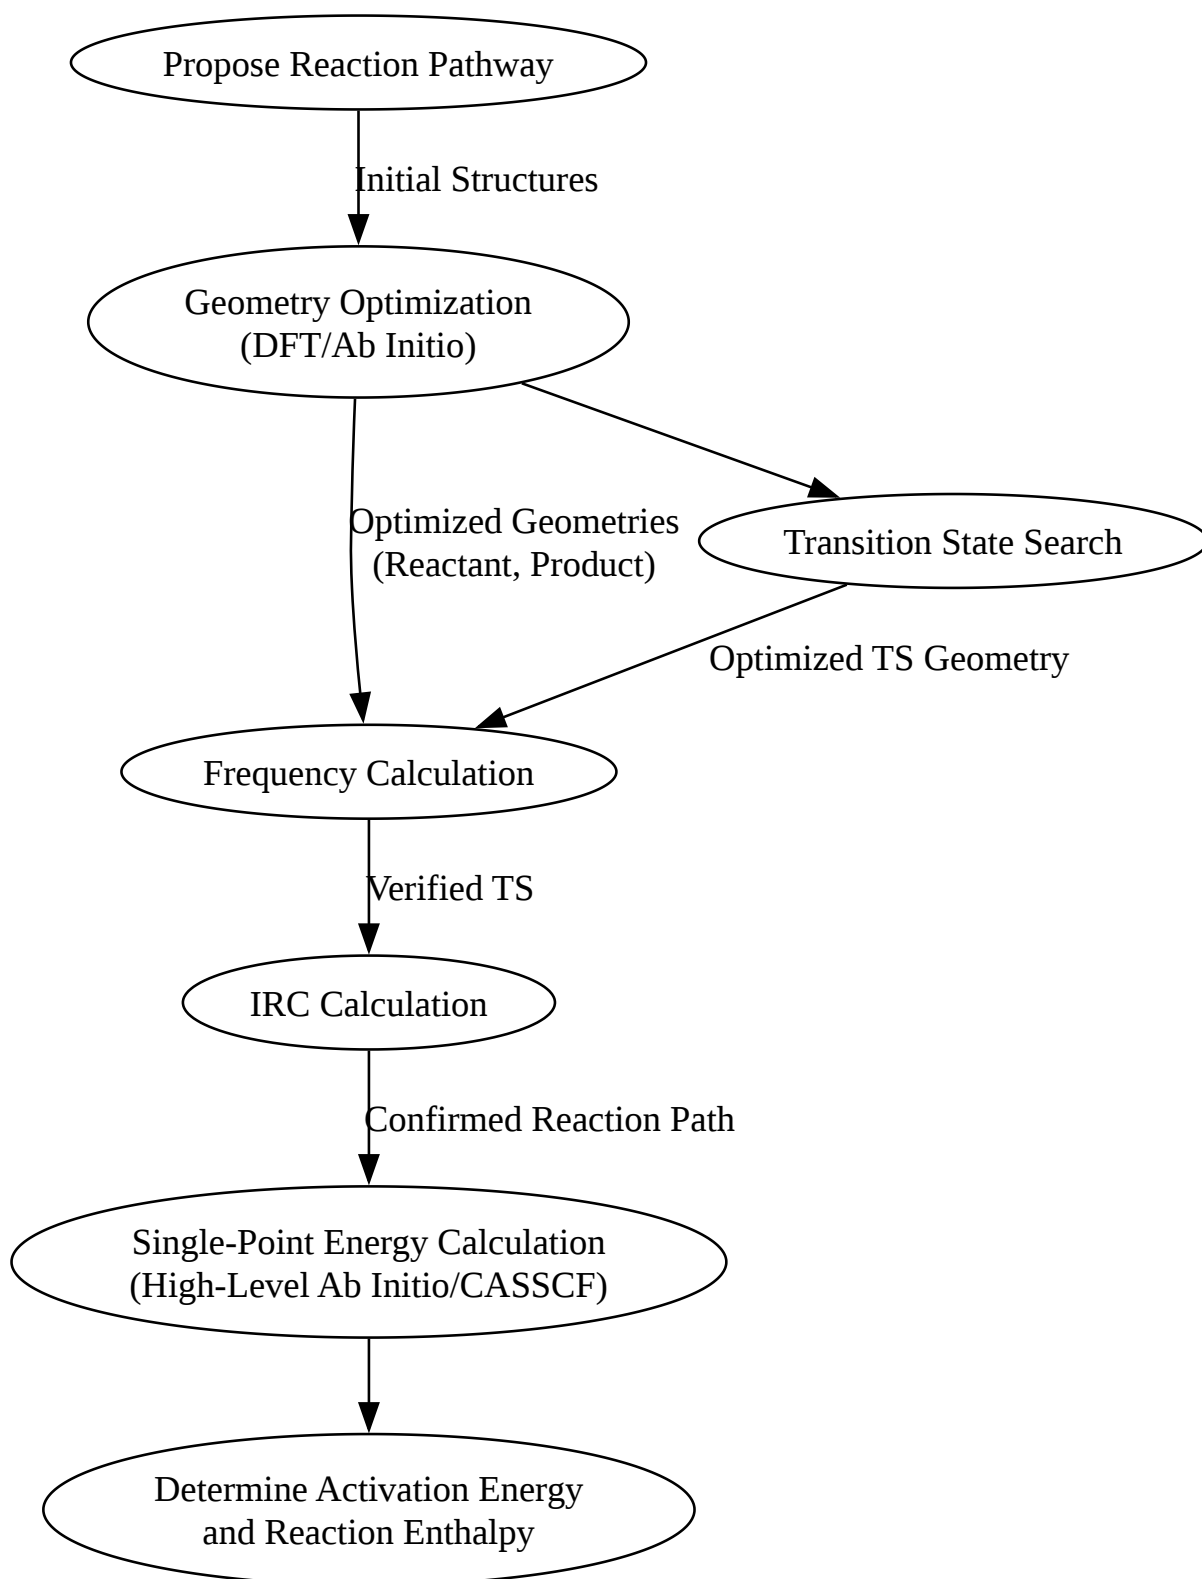 Propose Reaction Pathway
Initial Structures
Geometry Optimization
(DFT/Ab Initio)
Optimized Geometries
(Reactant, Product)
Transition State Search
Optimized TS Geometry
Frequency Calculation
Verified TS
IRC Calculation
Confirmed Reaction Path
Single-Point Energy Calculation
(High-Level Ab Initio/CASSCF)
Determine Activation Energy
and Reaction Enthalpy